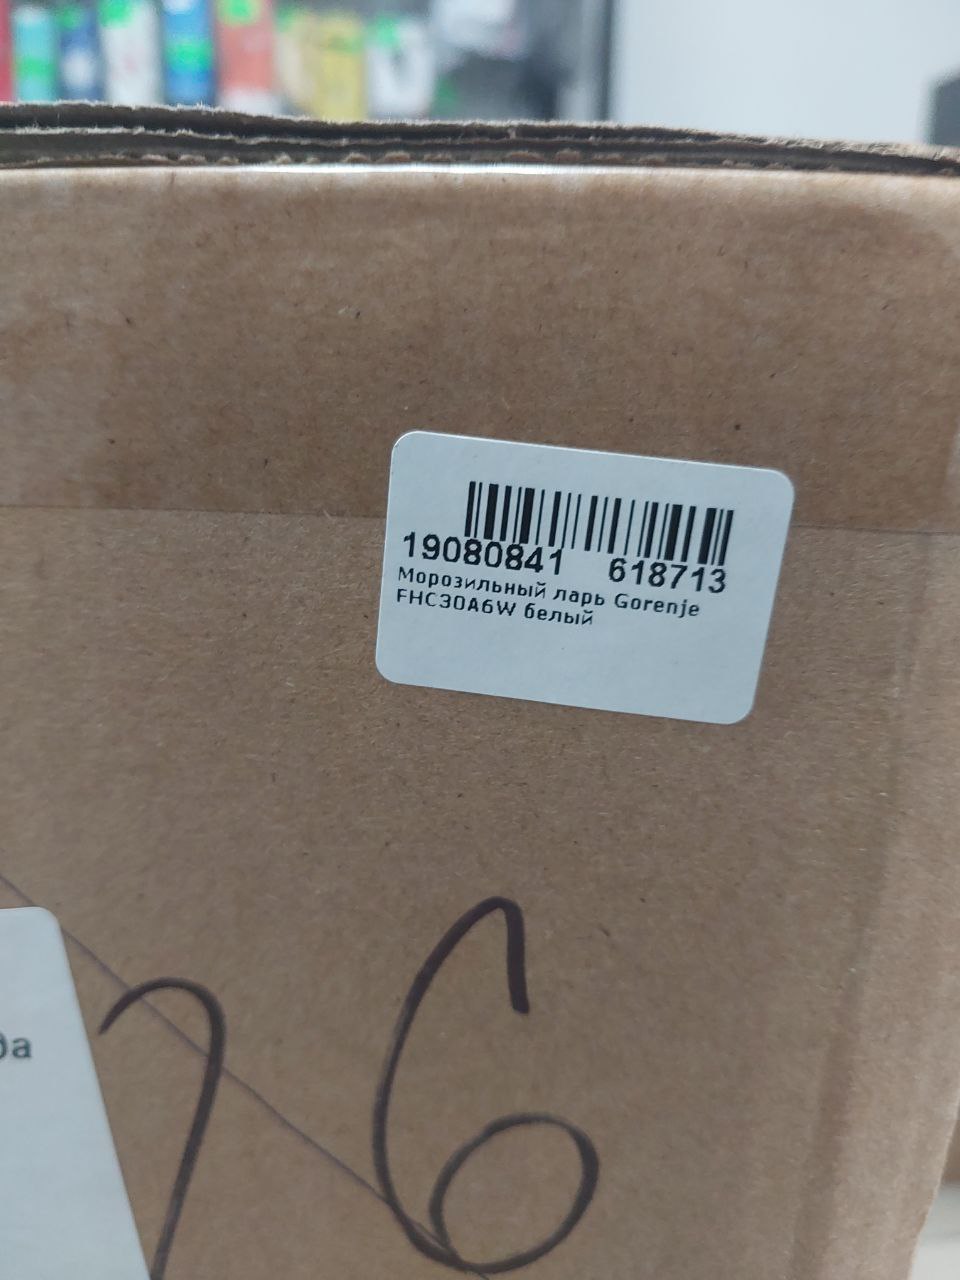 19080841 618713
Морозильный ларь Gorenje
FHC30A6W белый
26